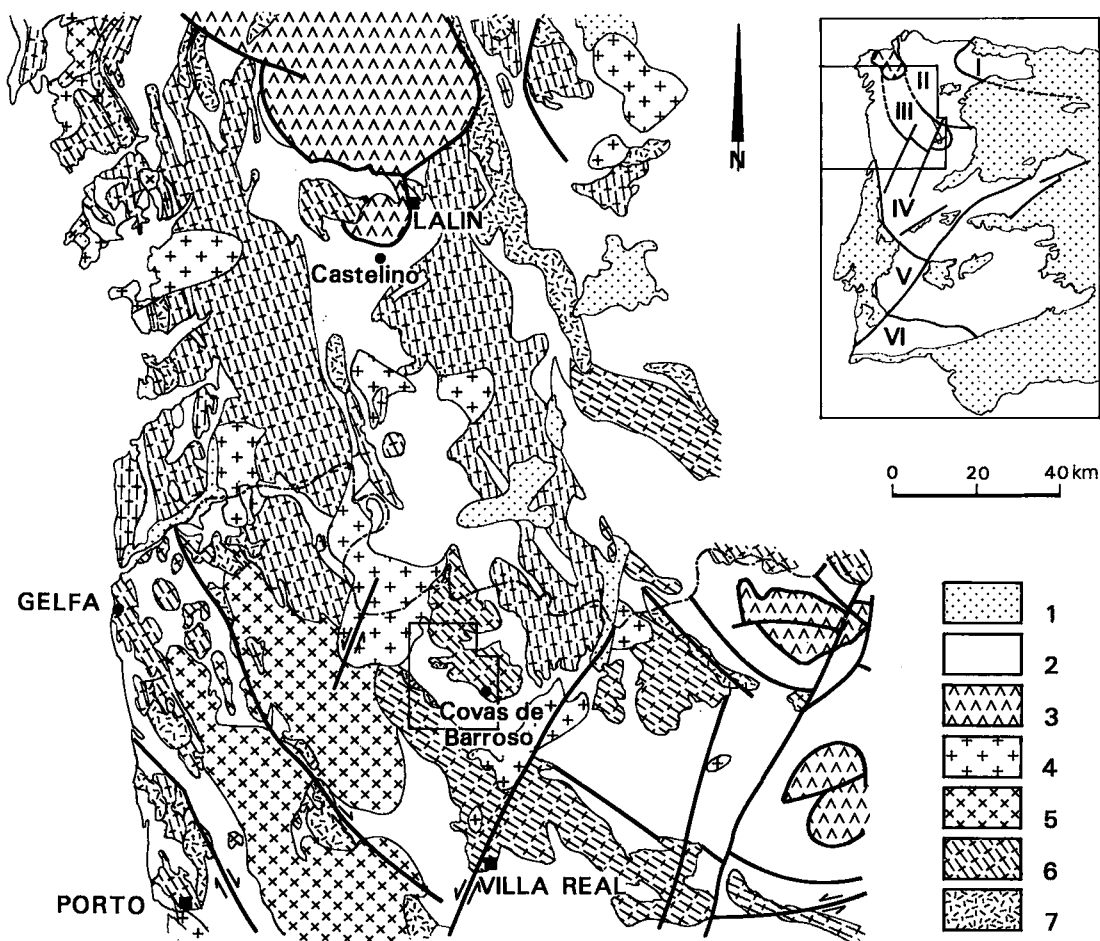 N
LALIN
Castelino
GELFA
Covas de
Barroso
VILLA REAL
PORTO
I
II
III
IV
V
VI
0 20 40 km
1
2
3
4
5
6
7